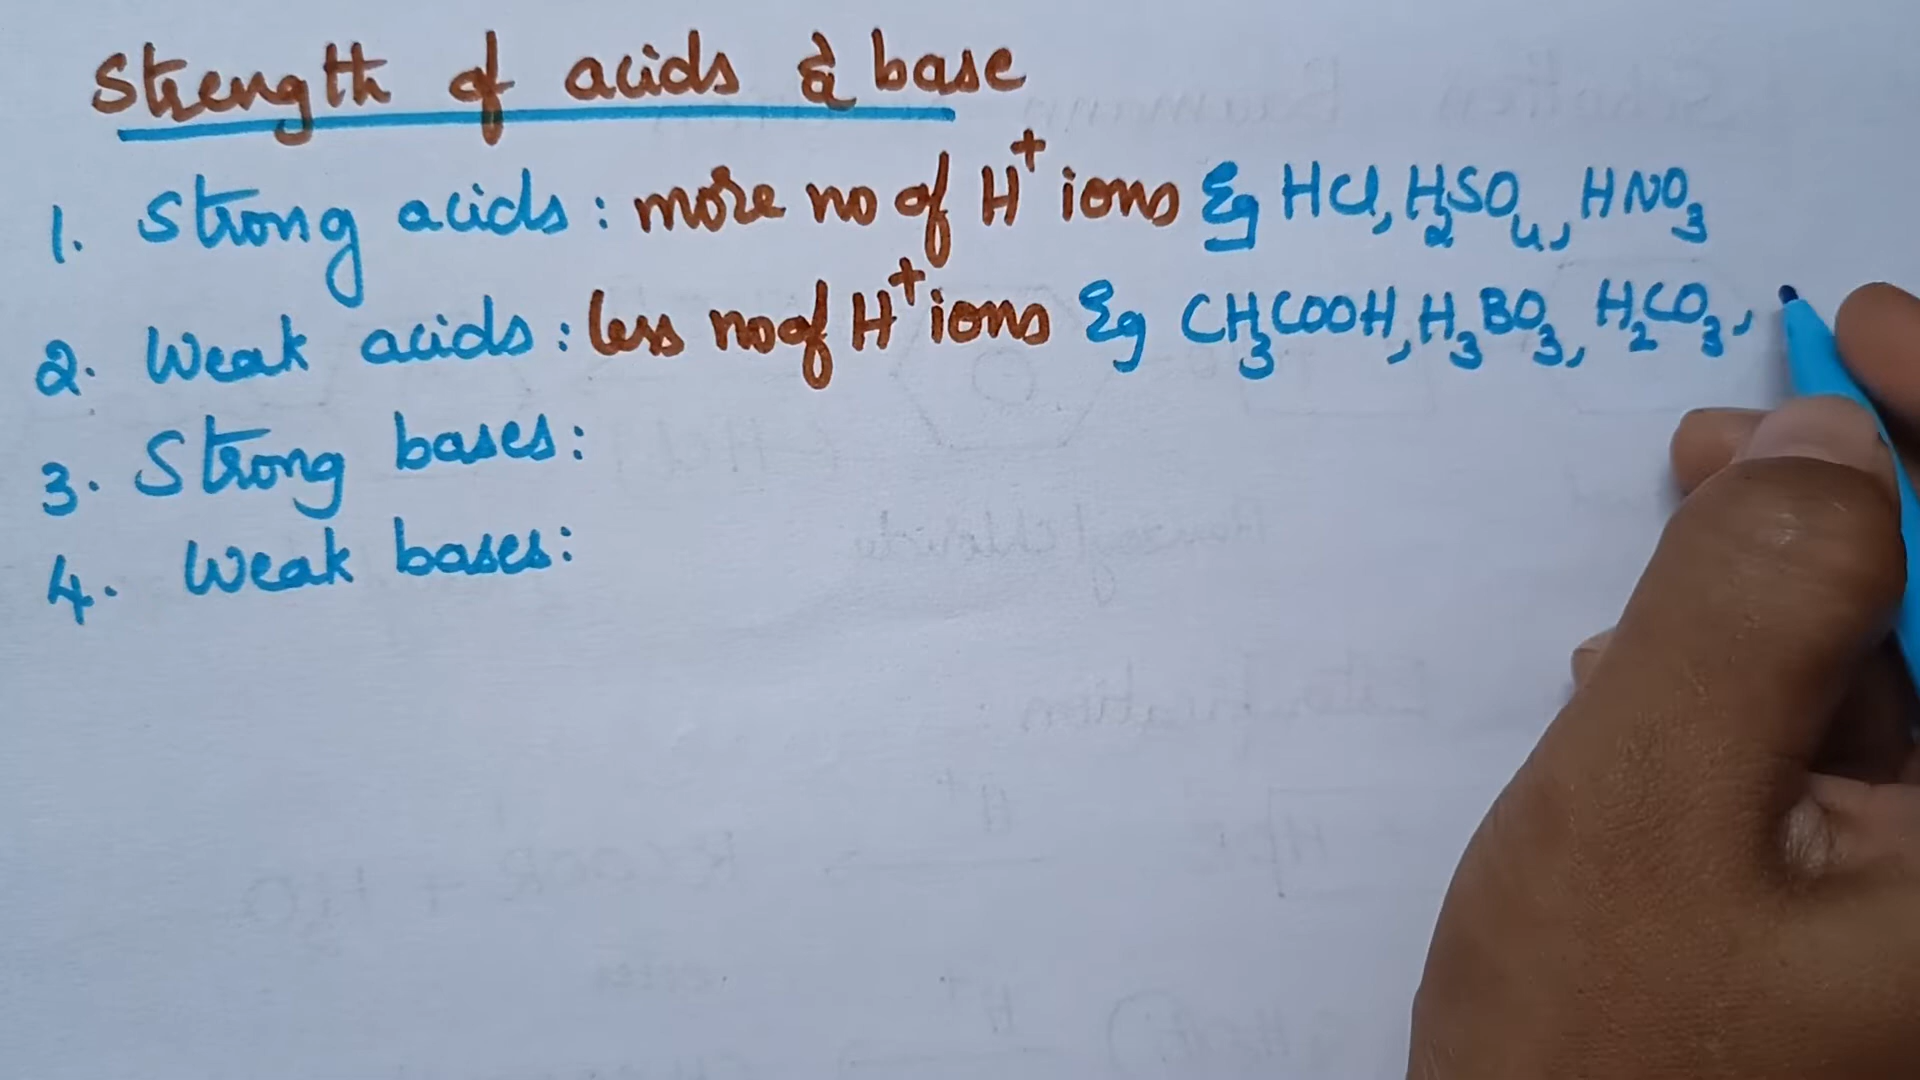 Strength of acids & base
1. Strong acids: more no of H⁺ ions Eg HCl, H₂SO₄, HNO₃
2. Weak acids: less no of H⁺ ions Eg CH₃COOH, H₃BO₃, H₂CO₃,
3. Strong bases:
4. Weak bases: